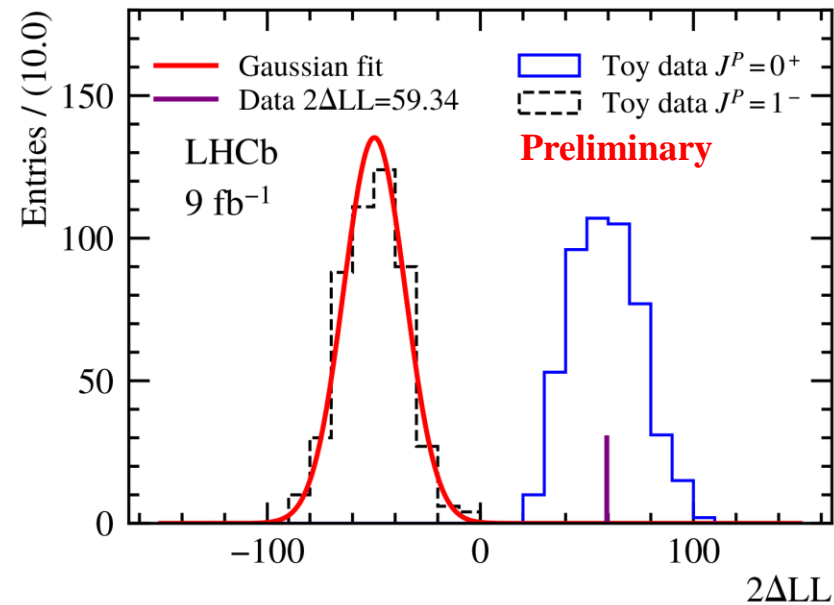 Entries / (10.0)
150
100
50
0
−100
0
100
2ΔLL
Gaussian fit
Data 2ΔLL=59.34
Toy data J^P = 0^+
Toy data J^P = 1^−
LHCb
9 fb^−1
Preliminary